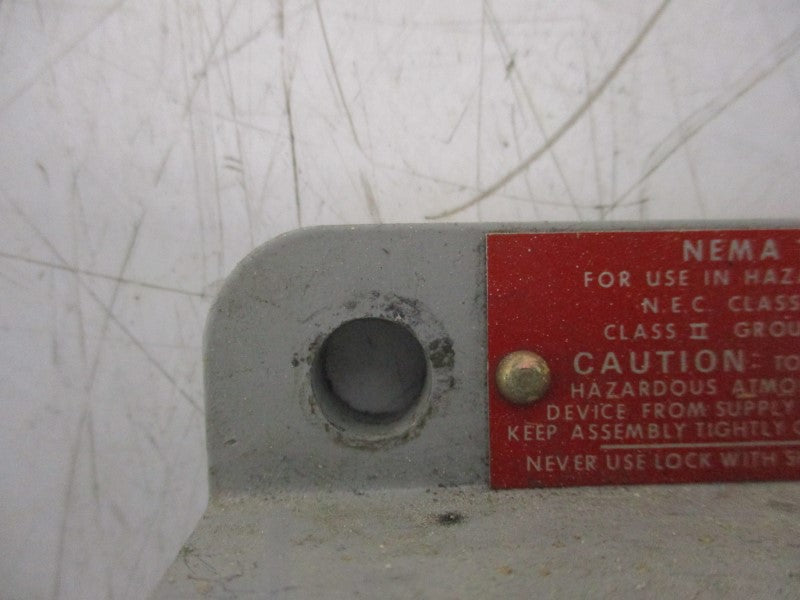 NEMA
FOR USE IN HAZA
N.E.C. CLASS
CLASS II GROU
CAUTION: TO
HAZARDOUS ATMO
DEVICE FROM SUPPLY
KEEP ASSEMBLY TIGHTLY
NEVER USE LOCK WITH